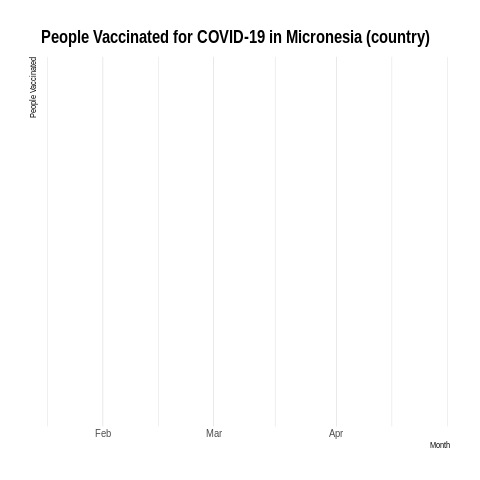 People Vaccinated for COVID-19 in Micronesia (country)
People Vaccinated
Feb Mar Apr
Month